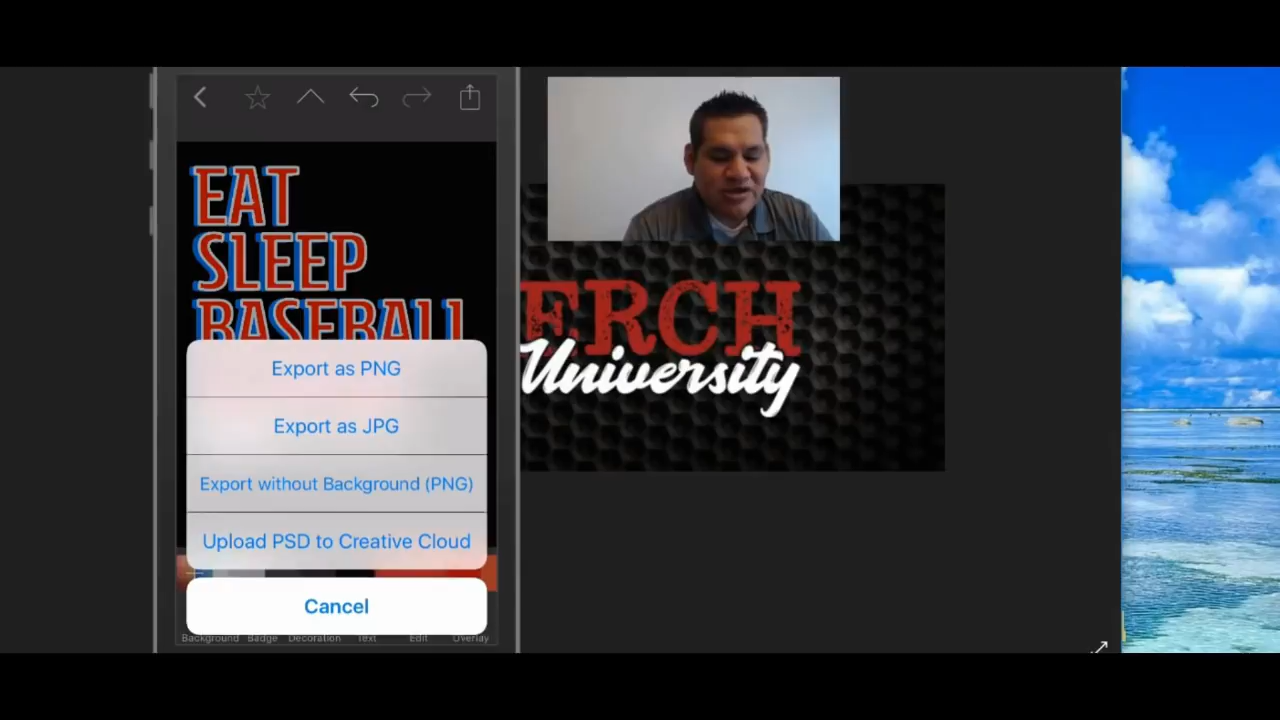 EAT
SLEEP
BASEBALL
Export as PNG
Export as JPG
Export without Background (PNG)
Upload PSD to Creative Cloud
Cancel
Background Badge Decoration Text Edit Overlay
ERCH
University